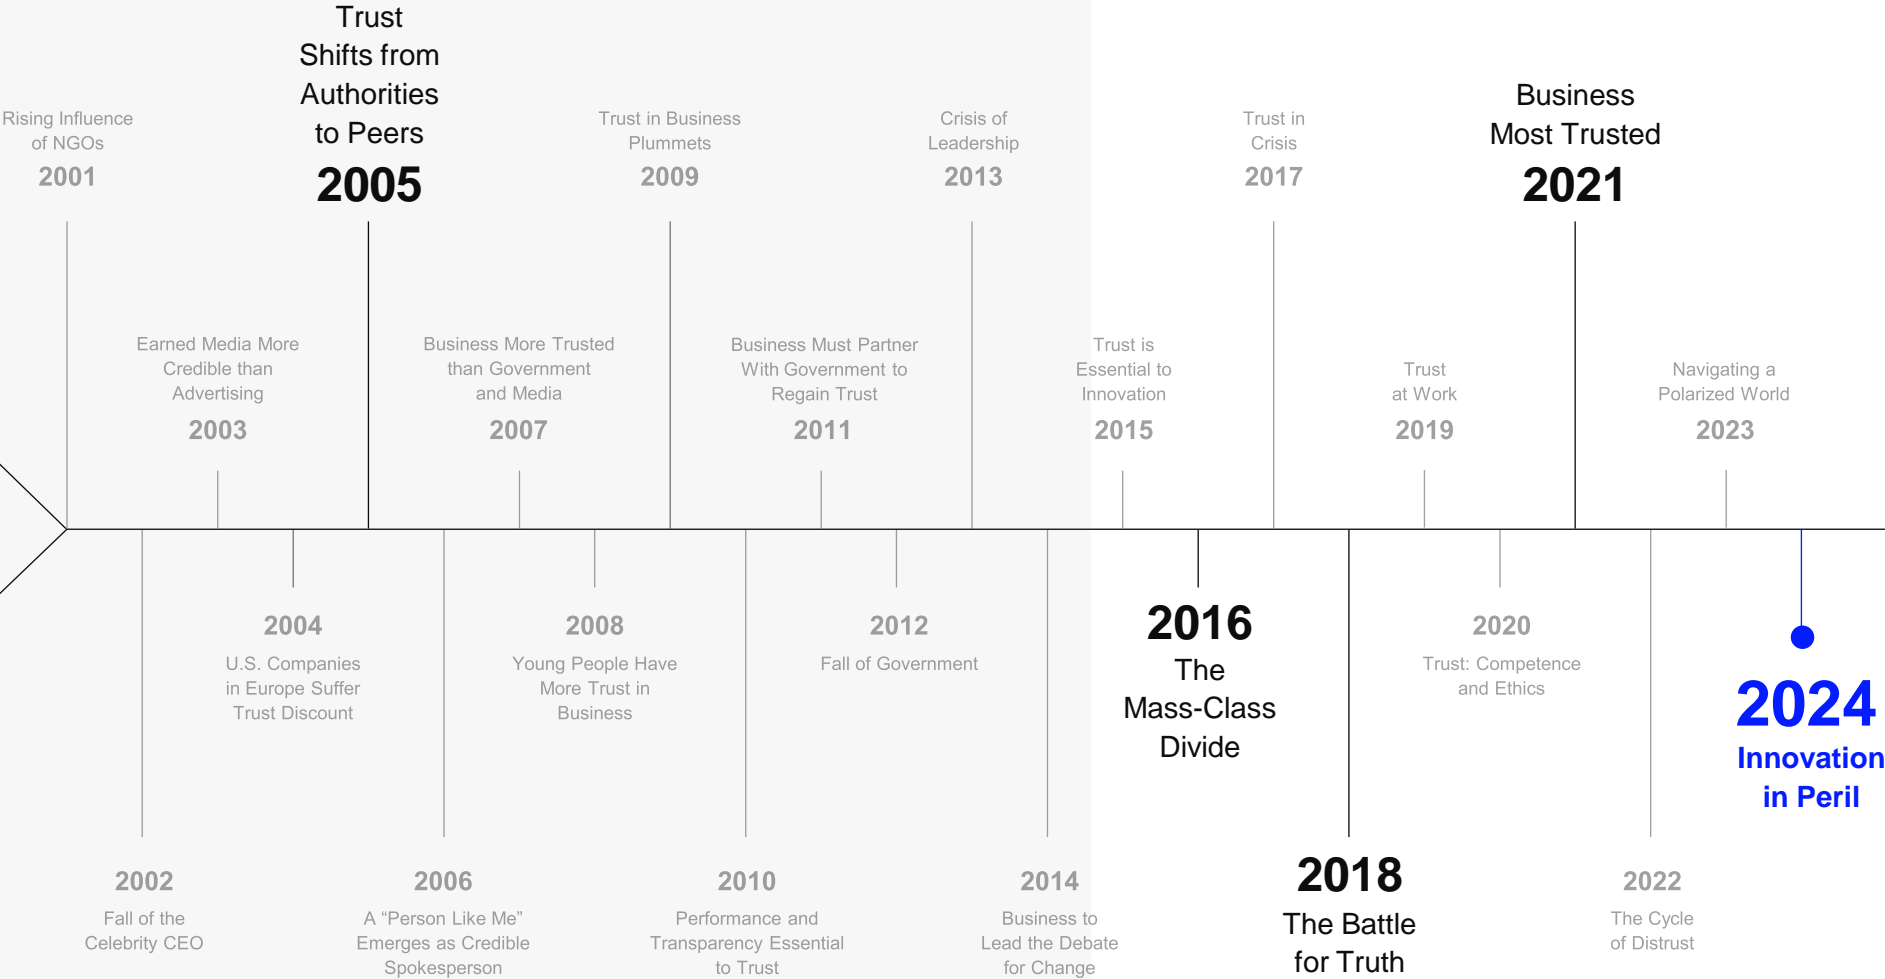 Rising Influence
of NGOs
2001
Trust
Shifts from
Authorities
to Peers
2005
Trust in Business
Plummets
2009
Crisis of
Leadership
2013
Trust in
Crisis
2017
Business
Most Trusted
2021
Earned Media More
Credible than
Advertising
2003
Business More Trusted
than Government
and Media
2007
Business Must Partner
With Government to
Regain Trust
2011
Trust is
Essential to
Innovation
2015
Trust
at Work
2019
Navigating a
Polarized World
2023
2004
U.S. Companies
in Europe Suffer
Trust Discount
2008
Young People Have
More Trust in
Business
2012
Fall of Government
2016
The
Mass-Class
Divide
2020
Trust: Competence
and Ethics
2024
Innovation
in Peril
2002
Fall of the
Celebrity CEO
2006
A “Person Like Me”
Emerges as Credible
Spokesperson
2010
Performance and
Transparency Essential
to Trust
2014
Business to
Lead the Debate
for Change
2018
The Battle
for Truth
2022
The Cycle
of Distrust